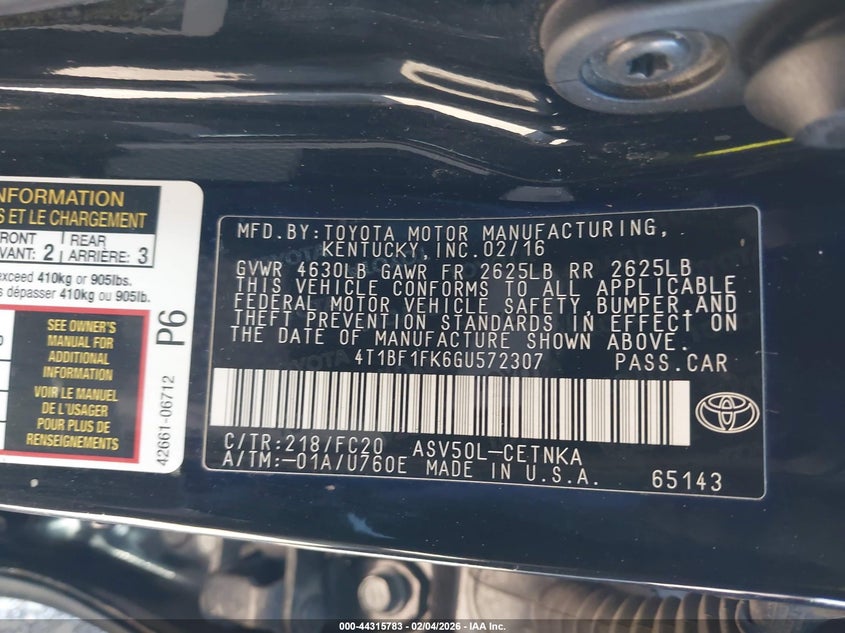 NFORMATION
S ET LE CHARGEMENT
FRONT
VANT: 2
REAR
ARRIÈRE: 3
exceed 410kg or 905lbs.
s dépasser 410kg ou 905lb.
SEE OWNER'S
MANUAL FOR
ADDITIONAL
INFORMATION
VOIR LE MANUEL
DE L'USAGER
POUR PLUS DE
RENSEIGNEMENTS
P6
42661-06712
MFD.BY:TOYOTA MOTOR MANUFACTURING,
KENTUCKY,INC.02/16
GVWR 4630LB GAWR FR 2625LB RR 2625LB
THIS VEHICLE CONFORMS TO ALL APPLICABLE
FEDERAL MOTOR VEHICLE SAFETY,BUMPER,AND
THEFT PREVENTION STANDARDS IN EFFECT ON
THE DATE OF MANUFACTURE SHOWN ABOVE.
4T1BF1FK6GU572307 PASS.CAR
C/TR:218/FC20 ASV50L-CETNKA
A/TM:-01A/U760E MADE IN U.S.A. 65143
000-44315783 - 02/04/2026 - IAA Inc.